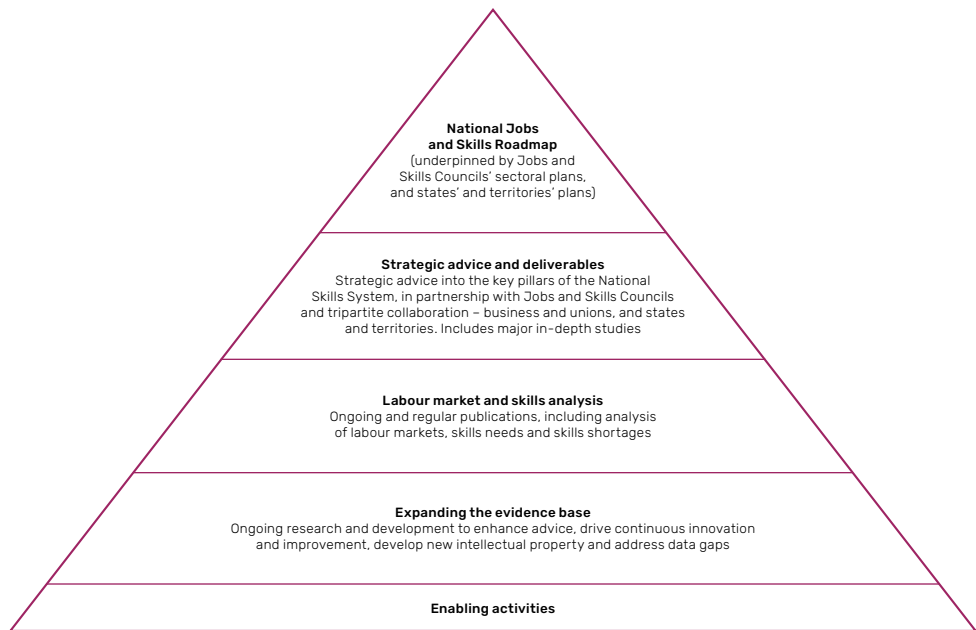 National Jobs
and Skills Roadmap
(underpinned by Jobs and
Skills Councils’ sectoral plans,
and states’ and territories’ plans)
Strategic advice and deliverables
Strategic advice into the key pillars of the National
Skills System, in partnership with Jobs and Skills Councils
and tripartite collaboration – business and unions, and states
and territories. Includes major in-depth studies
Labour market and skills analysis
Ongoing and regular publications, including analysis
of labour markets, skills needs and skills shortages
Expanding the evidence base
Ongoing research and development to enhance advice, drive continuous innovation
and improvement, develop new intellectual property and address data gaps
Enabling activities